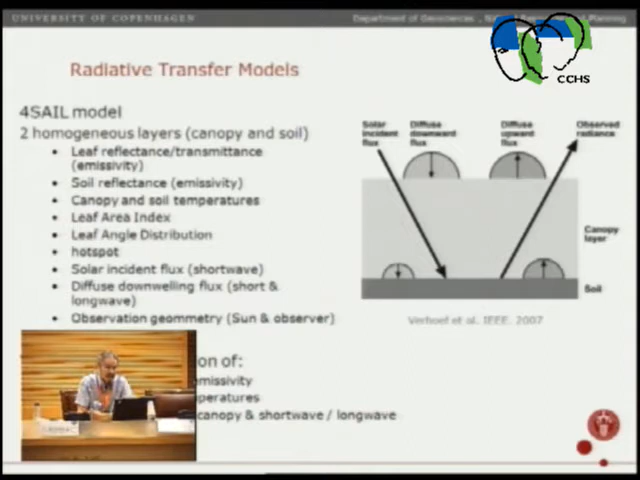 UNIVERSITY OF COPENHAGEN
Department of Geosciences
Planning
CCHS
Radiative Transfer Models
4SAIL model
2 homogeneous layers (canopy and soil)
• Leaf reflectance/transmittance
(emissivity)
• Soil reflectance (emissivity)
• Canopy and soil temperatures
• Leaf Area Index
• Leaf Angle Distribution
• hotspot
• Solar incident flux (shortwave)
• Diffuse downwelling flux (short &
longwave)
• Observation geommetry (Sun & observer)
Solar
incident
flux
Diffuse
downward
flux
Diffuse
upward
flux
Observed
radiance
Canopy
layer
Soil
Verhoef et al. IEEE. 2007
on of:
emissivity
peratures
canopy & shortwave / longwave